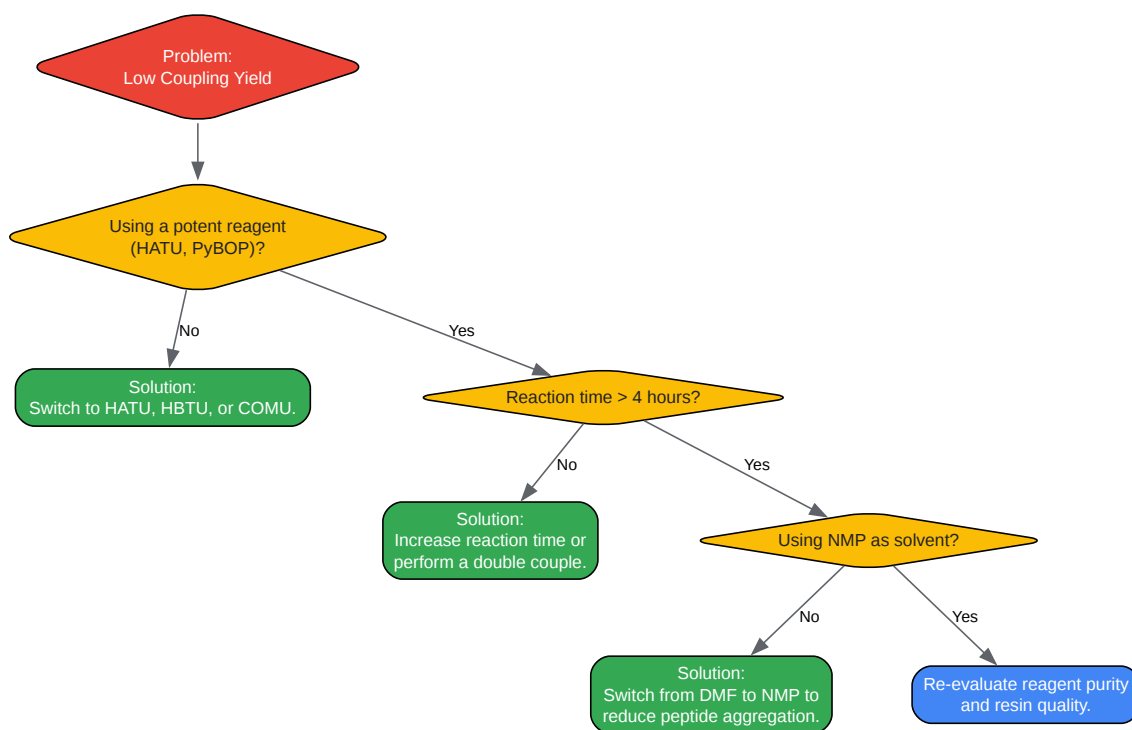 Problem:
Low Coupling Yield
Using a potent reagent
(HATU, PyBOP)?
No
Yes
Solution:
Switch to HATU, HBTU, or COMU.
Reaction time > 4 hours?
No
Yes
Solution:
Increase reaction time or
perform a double couple.
Using NMP as solvent?
No
Yes
Solution:
Switch from DMF to NMP to
reduce peptide aggregation.
Re-evaluate reagent purity
and resin quality.